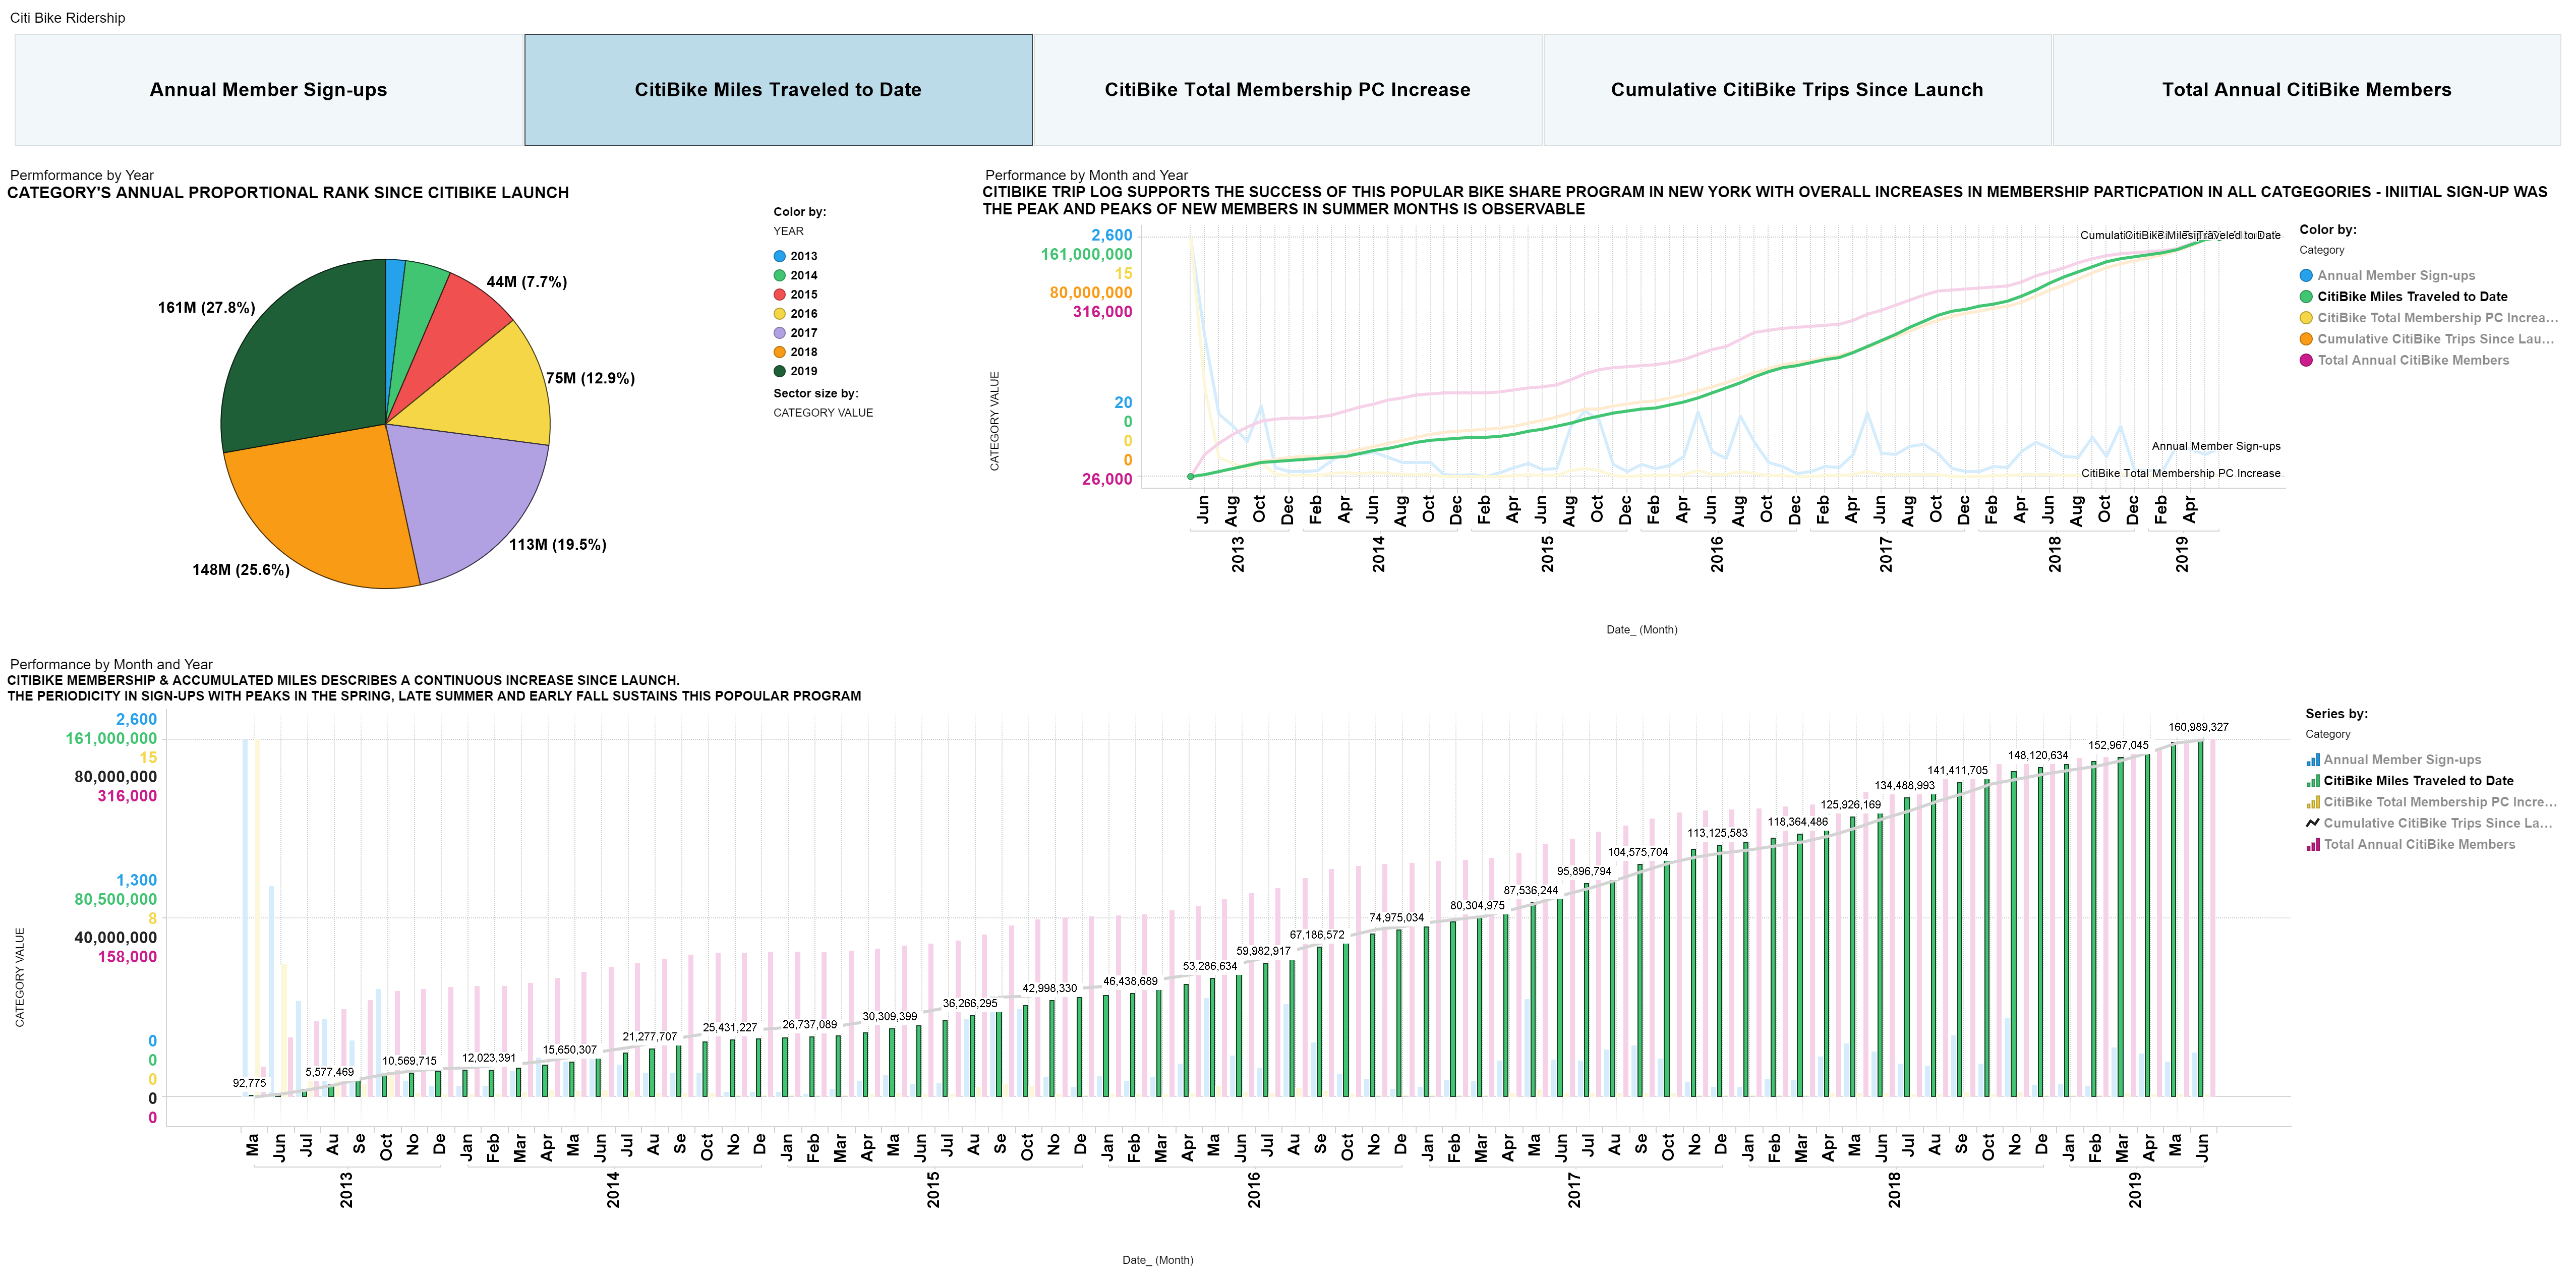 Citi Bike Ridership
Annual Member Sign-ups
CitiBike Miles Traveled to Date
CitiBike Total Membership PC Increase
Cumulative CitiBike Trips Since Launch
Total Annual CitiBike Members
Permformance by Year
CATEGORY'S ANNUAL PROPORTIONAL RANK SINCE CITIBIKE LAUNCH
44M (7.7%)
161M (27.8%)
75M (12.9%)
113M (19.5%)
148M (25.6%)
Color by:
YEAR
2013
2014
2015
2016
2017
2018
2019
Sector size by:
CATEGORY VALUE
Performance by Month and Year
CITIBIKE TRIP LOG SUPPORTS THE SUCCESS OF THIS POPULAR BIKE SHARE PROGRAM IN NEW YORK WITH OVERALL INCREASES IN MEMBERSHIP PARTICPATION IN ALL CATGEGORIES - INIITIAL SIGN-UP WAS
THE PEAK AND PEAKS OF NEW MEMBERS IN SUMMER MONTHS IS OBSERVABLE
2,600
161,000,000
15
80,000,000
316,000
20
0
0
0
26,000
CATEGORY VALUE
Traveled to Date
Annual Member Sign-ups
CitiBike Total Membership PC Increase
Jun Aug Oct Dec Feb Apr Jun Aug Oct Dec Feb Apr Jun Aug Oct Dec Feb Apr Jun Aug Oct Dec Feb Apr Jun Aug Oct Dec Feb Apr Jun Aug Oct Dec Feb Apr
2013 2014 2015 2016 2017 2018 2019
Date_ (Month)
Color by:
Category
Annual Member Sign-ups
CitiBike Miles Traveled to Date
CitiBike Total Membership PC Increa...
Cumulative CitiBike Trips Since Lau...
Total Annual CitiBike Members
Performance by Month and Year
CITIBIKE MEMBERSHIP & ACCUMULATED MILES DESCRIBES A CONTINUOUS INCREASE SINCE LAUNCH.
THE PERIODICITY IN SIGN-UPS WITH PEAKS IN THE SPRING, LATE SUMMER AND EARLY FALL SUSTAINS THIS POPOULAR PROGRAM
2,600
161,000,000
15
80,000,000
316,000
1,300
80,500,000
8
40,000,000
158,000
0
0
0
0
0
CATEGORY VALUE
92,775
5,577,469
10,569,715
12,023,391
15,650,307
21,277,707
25,431,227
26,737,089
30,309,399
36,266,295
42,998,330
46,438,689
53,286,634
59,982,917
67,186,572
74,975,034
80,304,975
87,536,244
95,896,794
104,575,704
113,125,583
118,364,486
125,926,169
134,488,993
141,411,705
148,120,634
152,967,045
160,989,327
Ma Jun Jul Au Se Oct No De Jan Feb Mar Apr Ma Jun Jul Au Se Oct No De Jan Feb Mar Apr Ma Jun Jul Au Se Oct No De Jan Feb Mar Apr Ma Jun Jul Au Se Oct No De Jan Feb Mar Apr Ma Jun Jul Au Se Oct No De Jan Feb Mar Apr Ma Jun Jul Au Se Oct No De Jan Feb Mar Apr Ma Jun
2013 2014 2015 2016 2017 2018 2019
Date_ (Month)
Series by:
Category
Annual Member Sign-ups
CitiBike Miles Traveled to Date
CitiBike Total Membership PC Incre...
Cumulative CitiBike Trips Since La...
Total Annual CitiBike Members